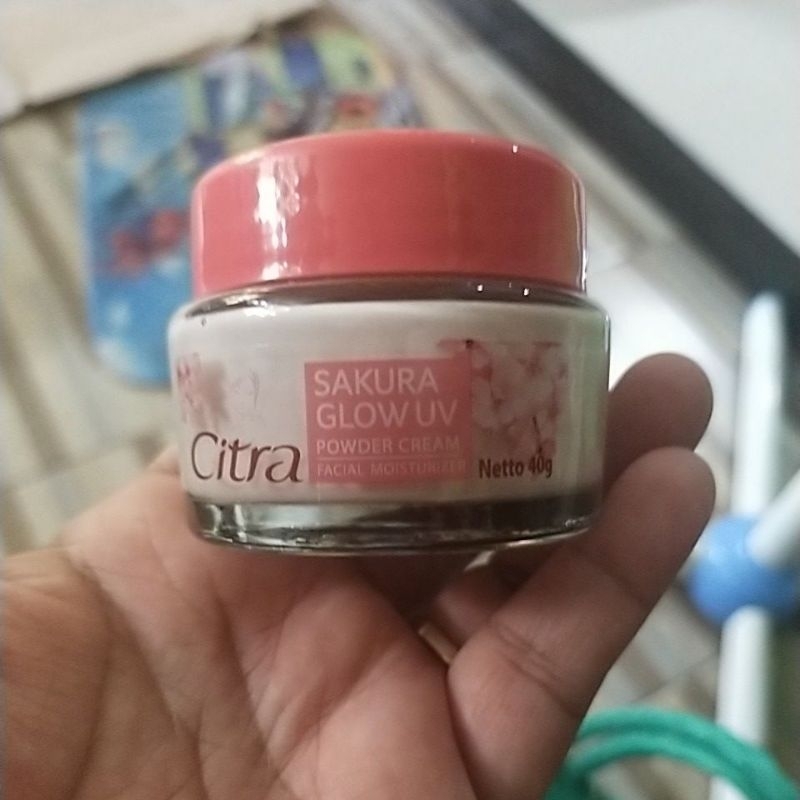 Citra
SAKURA
GLOW UV
POWDER CREAM
FACIAL MOISTURIZER
Netto 40g